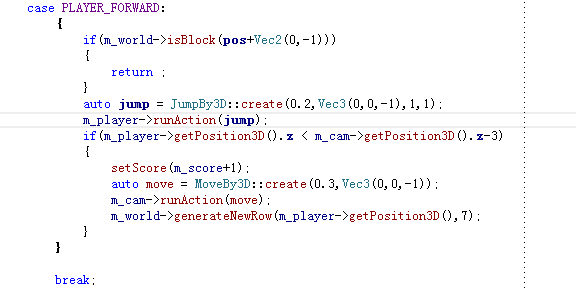 case PLAYER_FORWARD:
{
if(m_world->isBlock(pos+Vec2(0,-1)))
{
return ;
}
auto jump = JumpBy3D::create(0.2,Vec3(0,0,-1),1,1);
m_player->runAction(jump);
if(m_player->getPosition3D().z < m_cam->getPosition3D().z-3)
{
setScore(m_score+1);
auto move = MoveBy3D::create(0.3,Vec3(0,0,-1));
m_cam->runAction(move);
m_world->generateNewRow(m_player->getPosition3D(),7);
}
}
break;